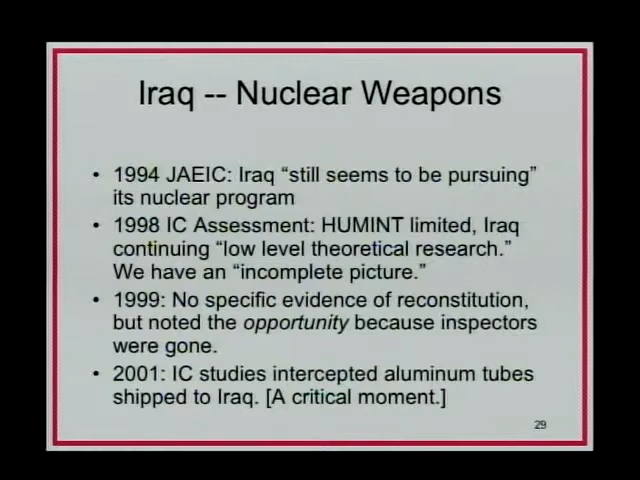 Iraq -- Nuclear Weapons
• 1994 JAEIC: Iraq “still seems to be pursuing”
its nuclear program
• 1998 IC Assessment: HUMINT limited, Iraq
continuing “low level theoretical research.”
We have an “incomplete picture.”
• 1999: No specific evidence of reconstitution,
but noted the opportunity because inspectors
were gone.
• 2001: IC studies intercepted aluminum tubes
shipped to Iraq. [A critical moment.]
29